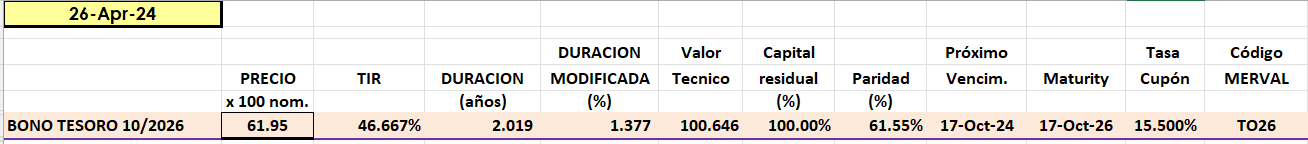 26-Apr-24
DURACION Valor Capital Próximo Tasa Código
PRECIO TIR DURACION MODIFICADA Tecnico residual Paridad Vencim. Maturity Cupón MERVAL
x 100 nom. (años) (%) (%) (%)
BONO TESORO 10/2026 61.95 46.667% 2.019 1.377 100.646 100.00% 61.55% 17-Oct-24 17-Oct-26 15.500% TO26